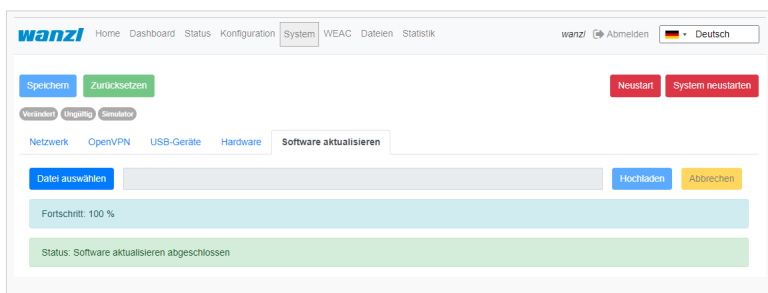 wanzl Home Dashboard Status Konfiguration System WEAC Dateien Statistik wanzl Abmelden Deutsch
Speichern Zurücksetzen Neustart System neustarten
Verändert Ungültig Simulator
Netzwerk OpenVPN USB-Geräte Hardware Software aktualisieren
Datei auswählen Hochladen Abbrechen
Fortschritt: 100 %
Status: Software aktualisieren abgeschlossen